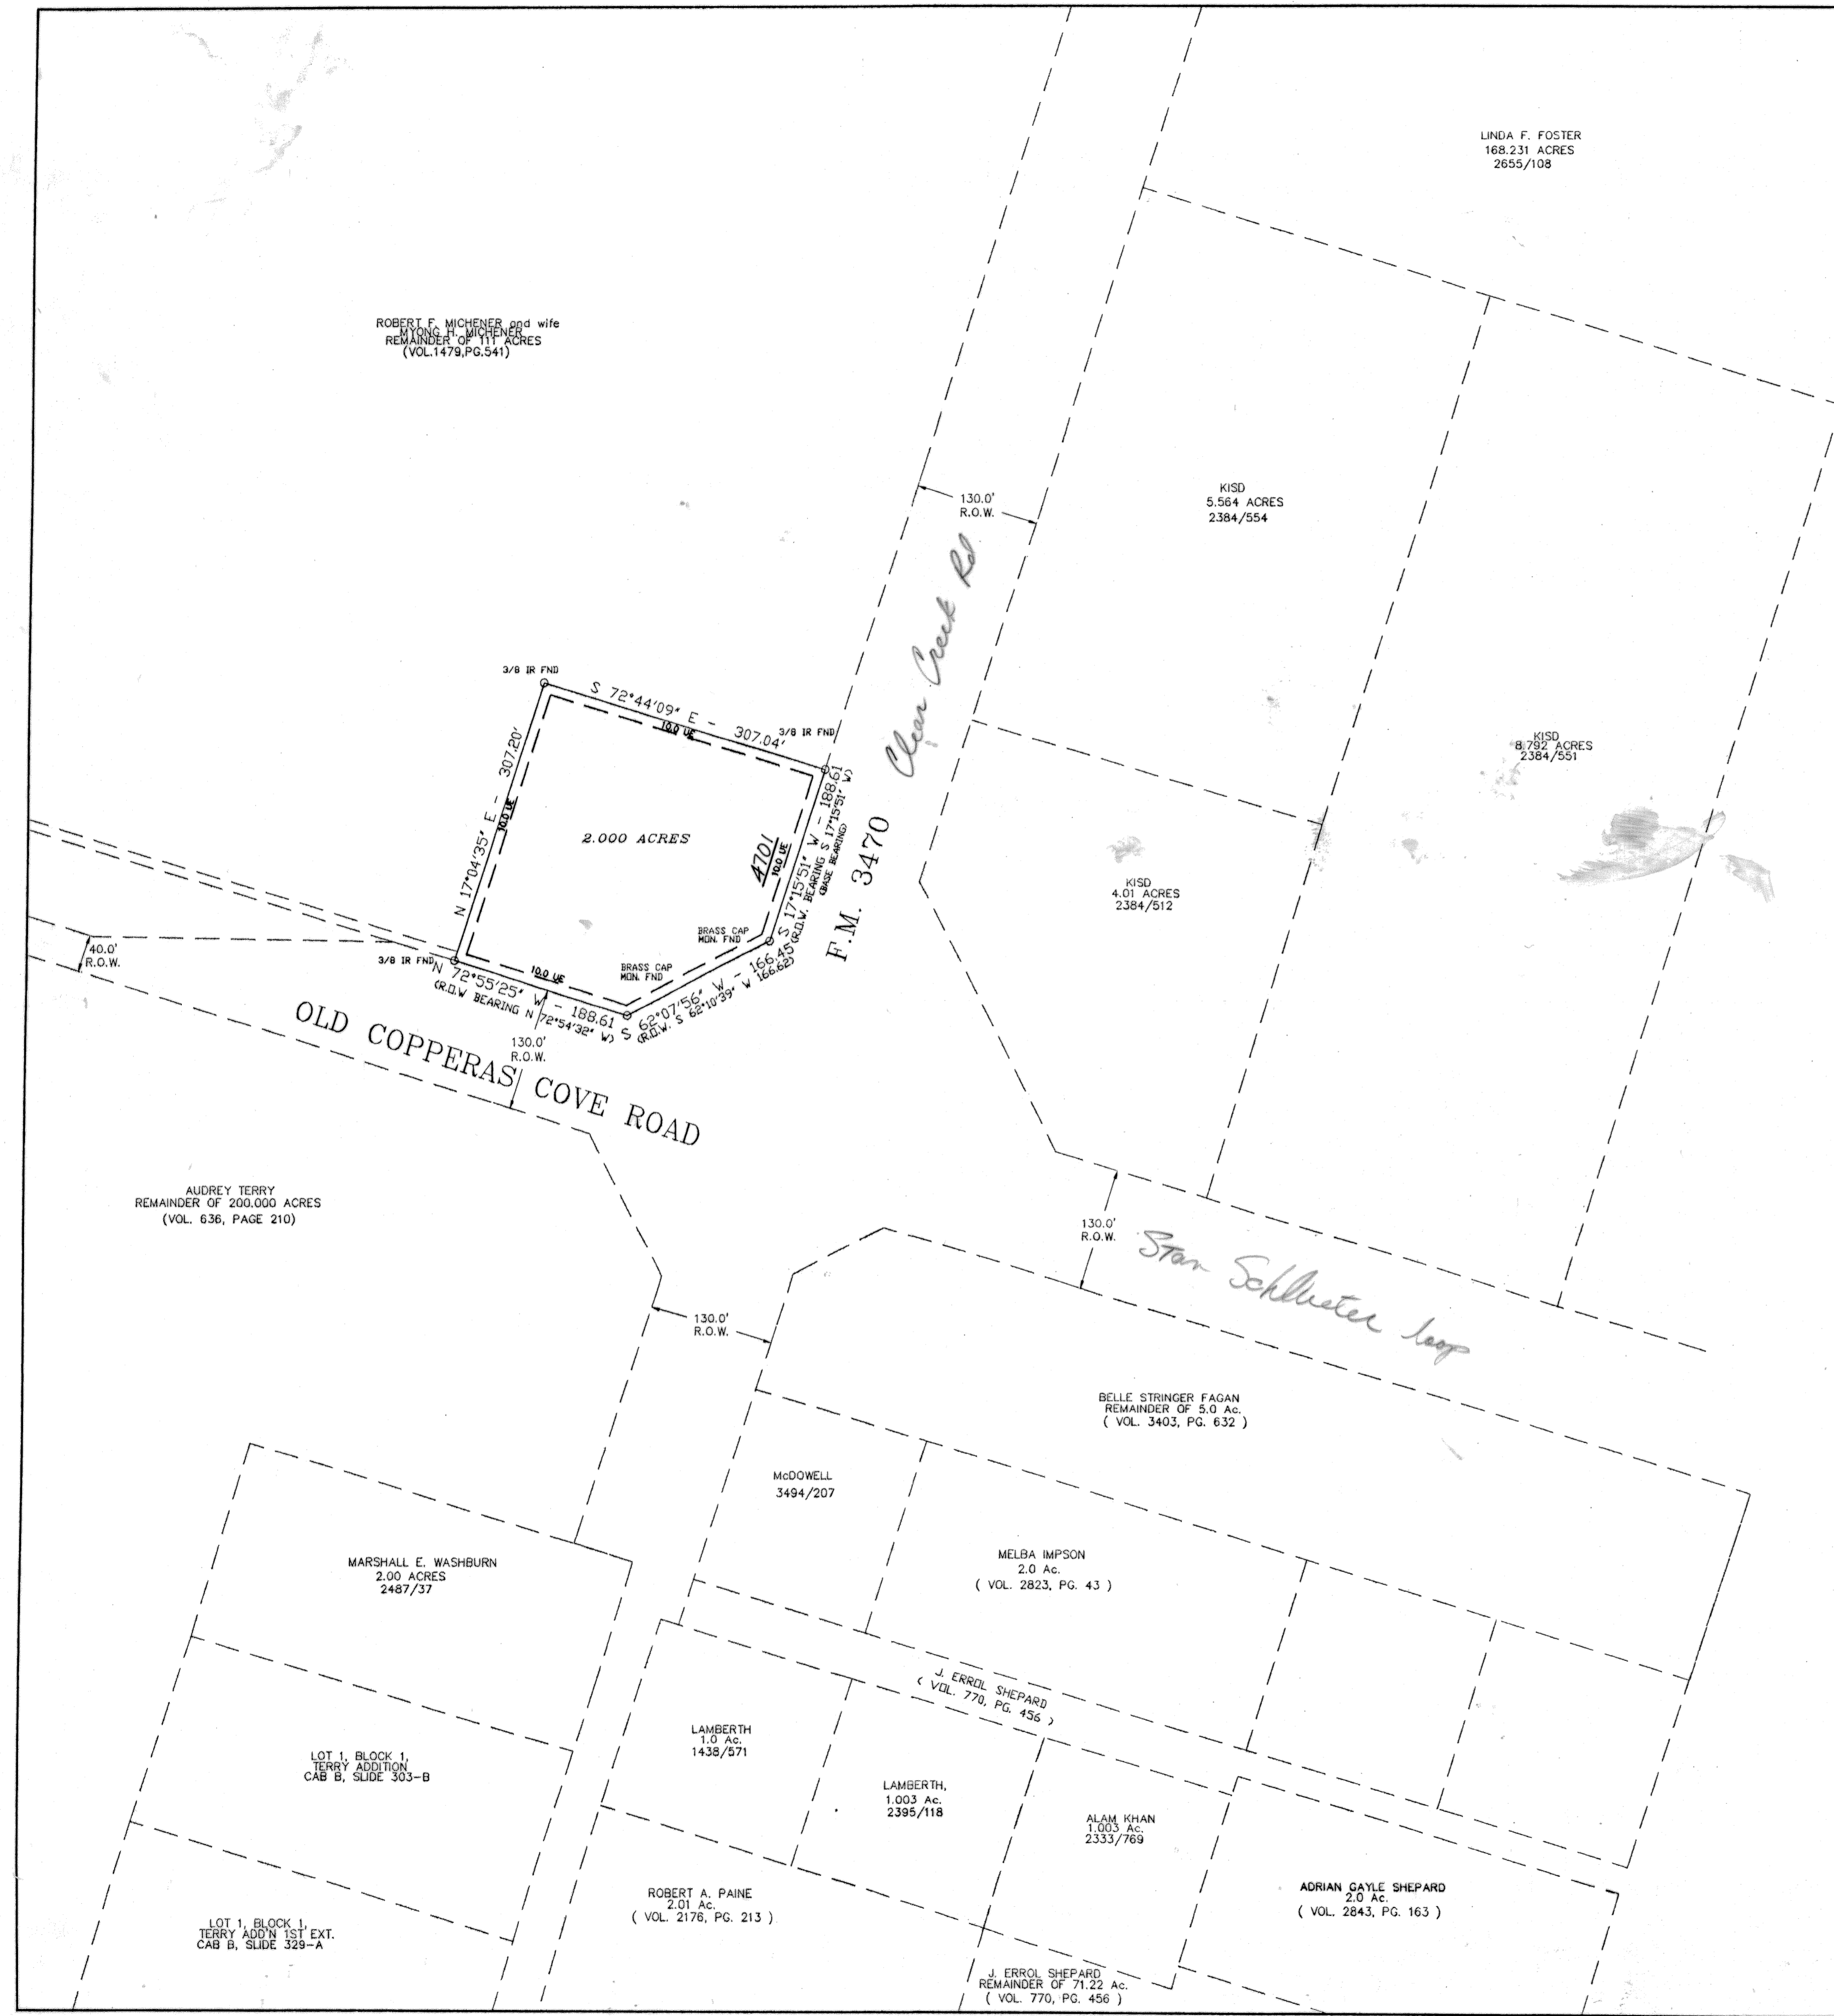 LINDA F. FOSTER
168.231 ACRES
2655/108
ROBERT F. MICHENER and wife
MYONG H. MICHENER
REMAINDER OF 111 ACRES
(VOL.1479,PG.541)
130.0'
R.O.W.
KISD
5.564 ACRES
2384/554
Clear Creek Rd
F.M. 3470
KISD
8.792 ACRES
2384/551
3/8 IR FND
S 72°44'09" E - 307.04'
10.0 UE
3/8 IR FND
N 17°04'35" E - 307.20'
10.0 UE
2.000 ACRES
4701
10.0 UE
S 17°15'51" W - 188.61
(R.O.W. BEARING S 17°15'51" W)
(BASE BEARING)
KISD
4.01 ACRES
2384/512
BRASS CAP
MON. FND
BRASS CAP
MON. FND
40.0'
R.O.W.
3/8 IR FND
10.0 UE
N 72°55'25" W - 188.61
(R.O.W BEARING N 72°54'32" W)
S 62°07'56" W - 166.45
(R.O.W. S 62°10'39" W 166.62)
130.0'
R.O.W.
OLD COPPERAS COVE ROAD
AUDREY TERRY
REMAINDER OF 200.000 ACRES
(VOL. 636, PAGE 210)
130.0'
R.O.W.
Stan Schlueter loop
130.0'
R.O.W.
BELLE STRINGER FAGAN
REMAINDER OF 5.0 Ac.
( VOL. 3403, PG. 632 )
McDOWELL
3494/207
MELBA IMPSON
2.0 Ac.
( VOL. 2823, PG. 43 )
MARSHALL E. WASHBURN
2.00 ACRES
2487/37
J. ERROL SHEPARD
( VOL. 770, PG. 456 )
LAMBERTH
1.0 Ac.
1438/571
LOT 1, BLOCK 1,
TERRY ADDITION
CAB B, SLIDE 303-B
LAMBERTH,
1.003 Ac.
2395/118
ALAM KHAN
1.003 Ac.
2333/769
ADRIAN GAYLE SHEPARD
2.0 Ac.
( VOL. 2843, PG. 163 )
ROBERT A. PAINE
2.01 Ac.
( VOL. 2176, PG. 213 )
LOT 1, BLOCK 1,
TERRY ADD'N 1ST EXT.
CAB B, SLIDE 329-A
J. ERROL SHEPARD
REMAINDER OF 71.22 Ac.
( VOL. 770, PG. 456 )